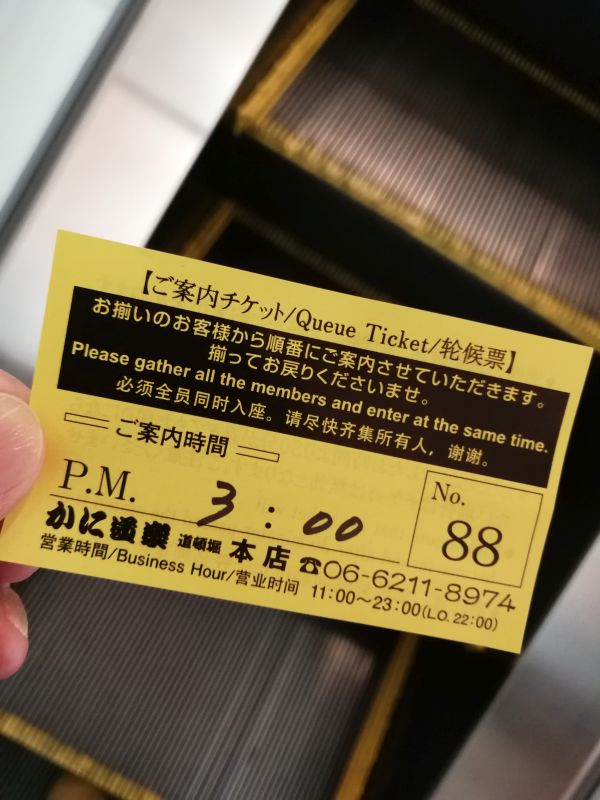 【ご案内チケット/Queue Ticket/轮候票】
お揃いのお客様から順番にご案内させていただきます。
揃ってお戻りくださいませ。
Please gather all the members and enter at the same time.
必须全员同时入座。请尽快齐集所有人，谢谢。
ご案内時間
P.M. 3:00
No.
88
かに道楽 道頓堀 本店 ☎06-6211-8974
営業時間/Business Hour/营业时间 11:00～23:00(LO. 22:00)